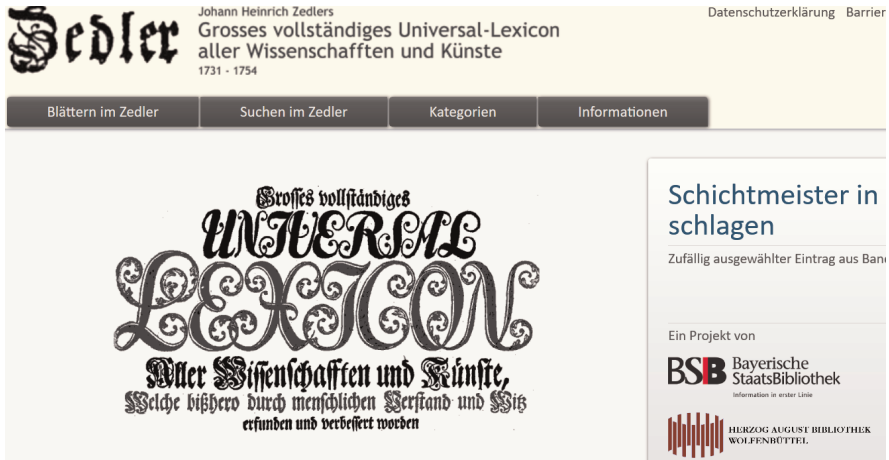 Zedler
Johann Heinrich Zedlers
Grosses vollständiges Universal-Lexicon
aller Wissenschafften und Künste
1731 - 1754
Datenschutzerklärung Barrier
Blättern im Zedler
Suchen im Zedler
Kategorien
Informationen
Grosses vollständiges
UNIVERSAL
LEXICON
Aller Wissenschafften und Künste,
Welche bißhero durch menschlichen Verstand und Witz
erfunden und verbessert worden
Schichtmeister in
schlagen
Zufällig ausgewählter Eintrag aus Band
Ein Projekt von
BSB Bayerische
StaatsBibliothek
Information in erster Linie
HERZOG AUGUST BIBLIOTHEK
WOLFENBÜTTEL